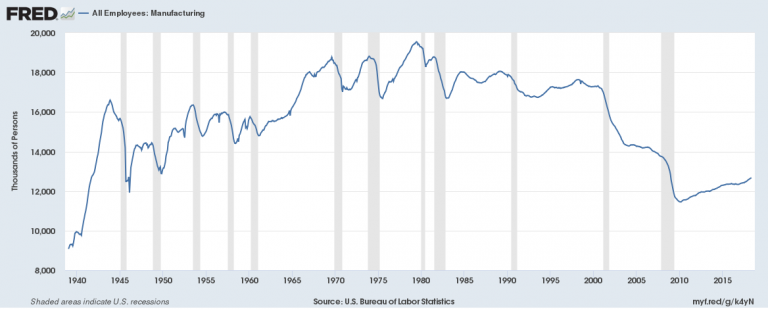 FRED — All Employees: Manufacturing
20,000
18,000
16,000
14,000
12,000
10,000
8,000
Thousands of Persons
1940 1945 1950 1955 1960 1965 1970 1975 1980 1985 1990 1995 2000 2005 2010 2015
Shaded areas indicate U.S. recessions Source: U.S. Bureau of Labor Statistics myf.red/g/k4yN